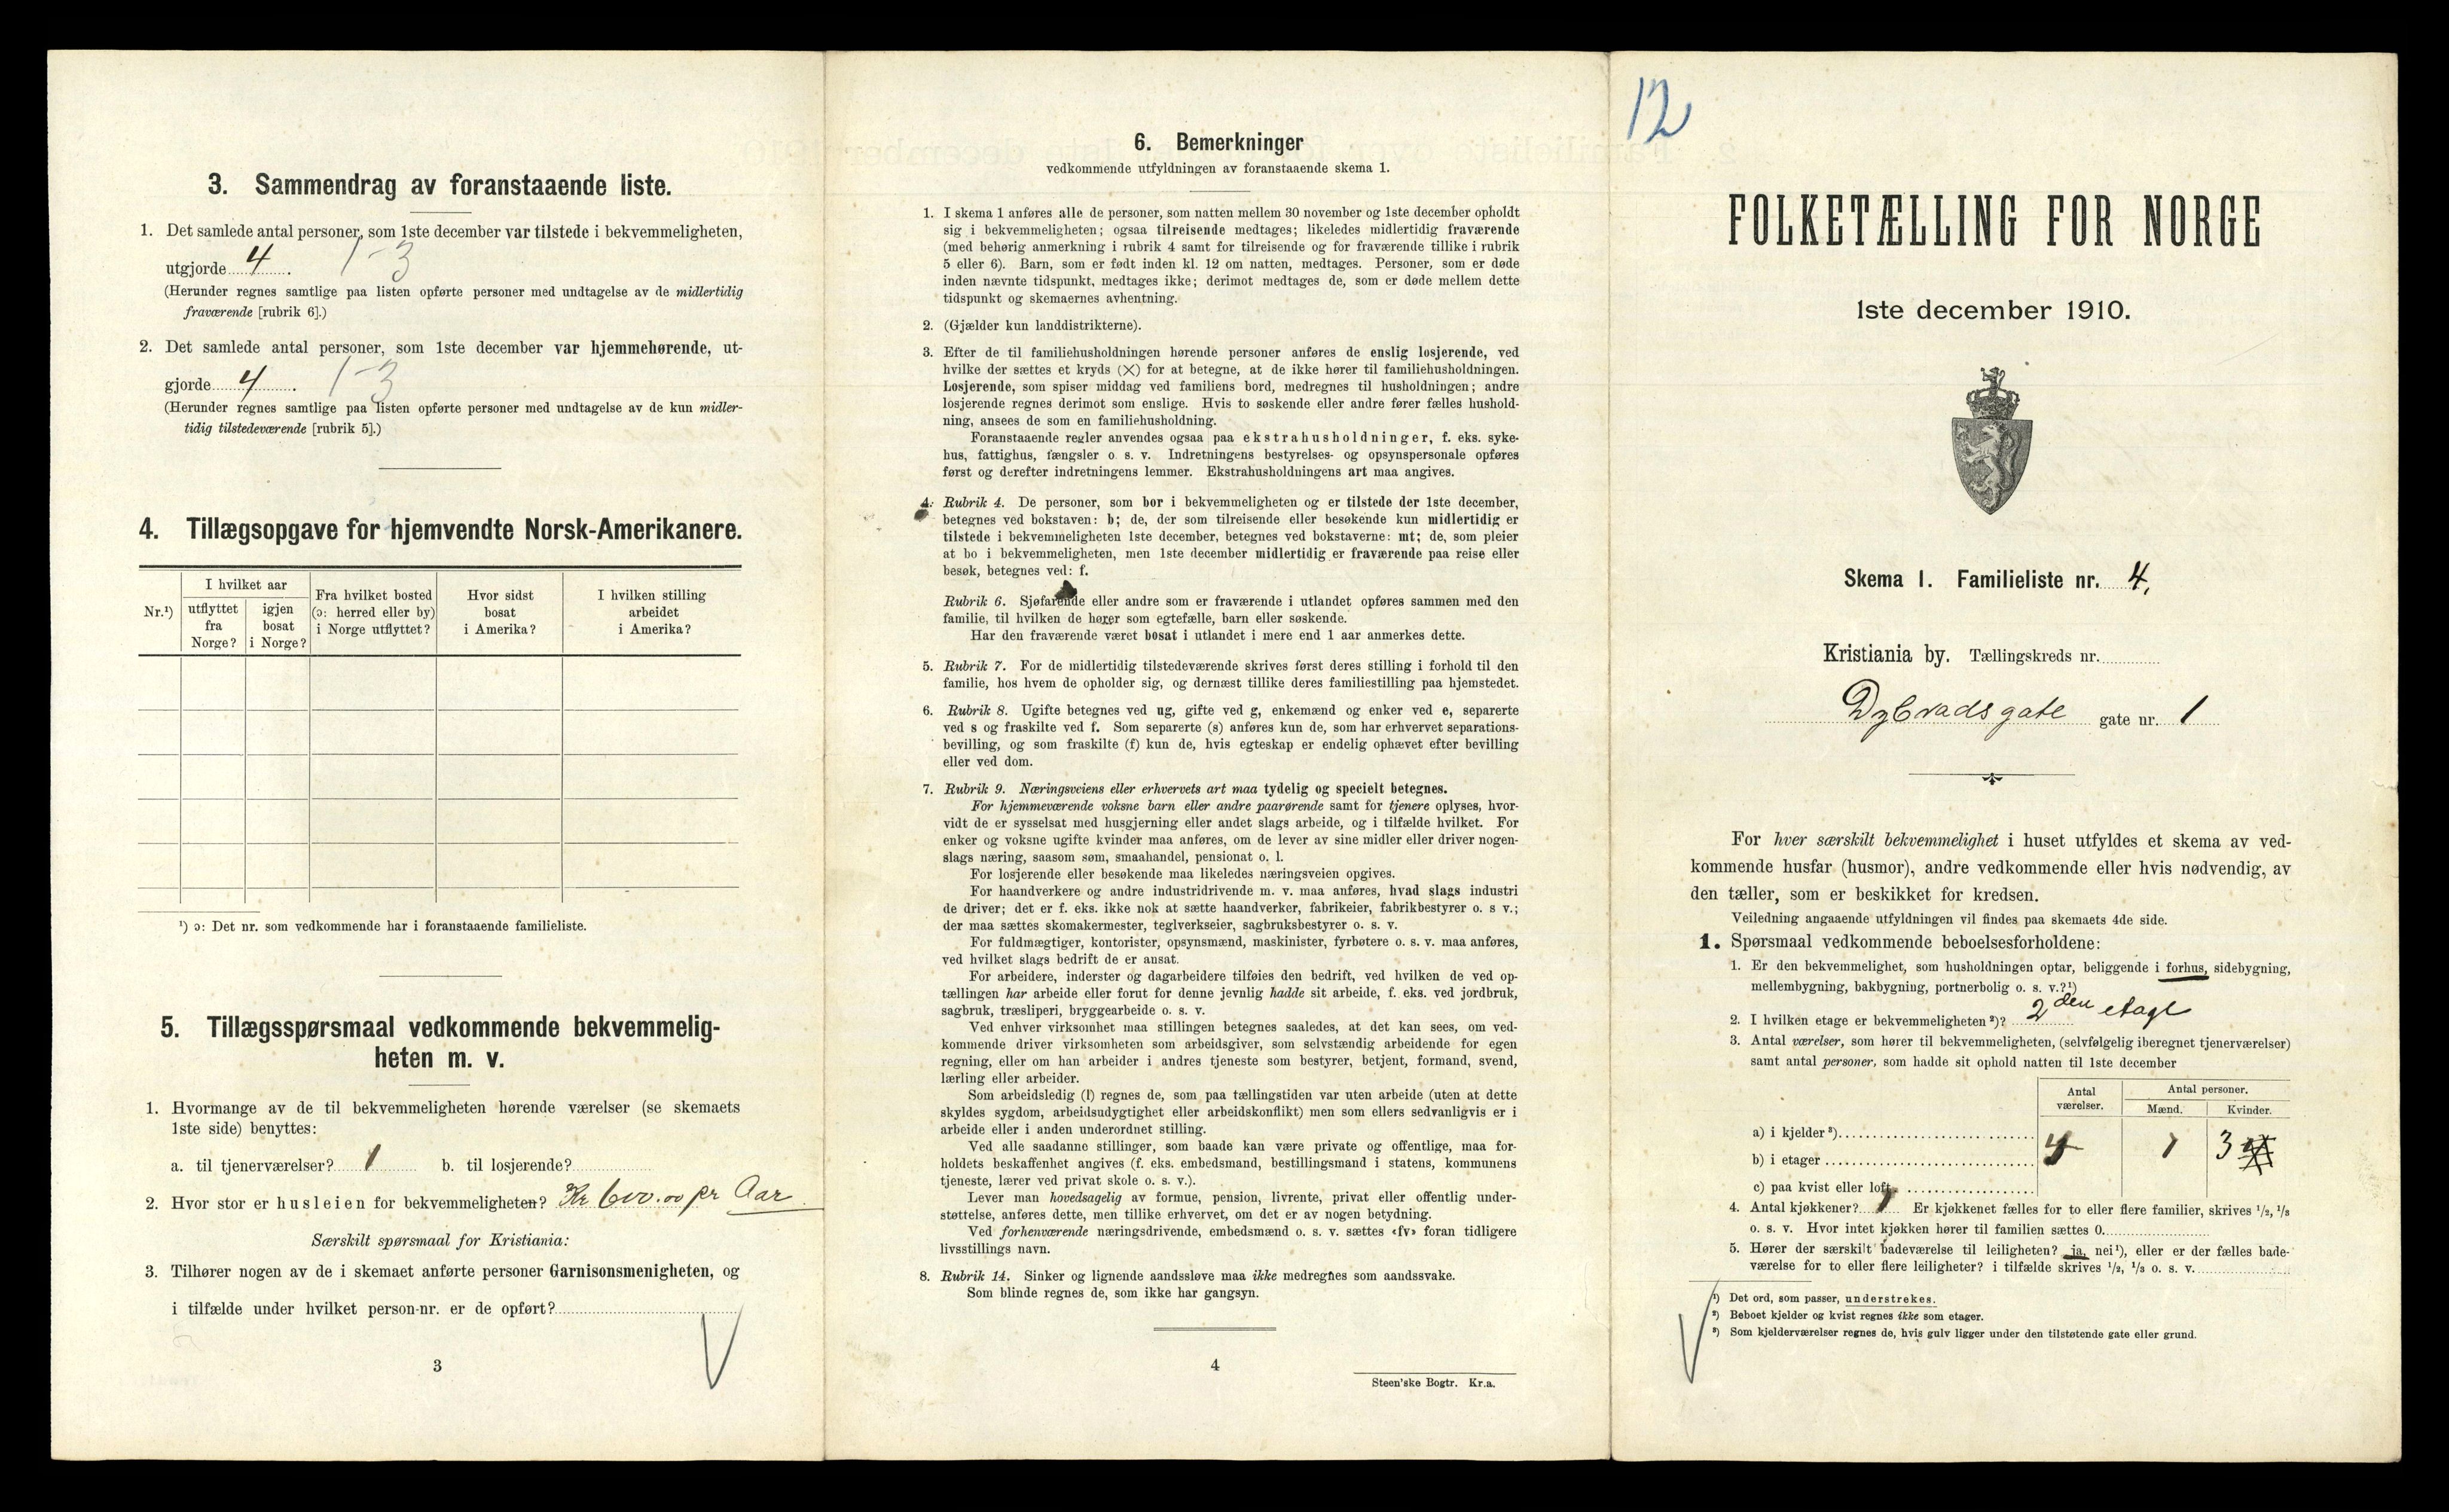 3. Sammendrag av foranstaaende liste.
1. Det samlede antal personer, som 1ste december var tilstede i bekvemmeligheten,
utgjorde 4. 1-3
(Herunder regnes samtlige paa listen opførte personer med undtagelse av de midlertidig
fraværende [rubrik 6].)
2. Det samlede antal personer, som 1ste december var hjemmehørende, ut-
gjorde 4. 1-3
(Herunder regnes samtlige paa listen opførte personer med undtagelse av de kun midler-
tidig tilstedeværende [rubrik 5].)
4. Tillægsopgave for hjemvendte Norsk-Amerikanere.
Nr.¹)
I hvilket aar
utflyttet
fra
Norge?
igjen
bosat
i Norge?
Fra hvilket bosted
(ɔ: herred eller by)
i Norge utflyttet?
Hvor sidst
bosat
i Amerika?
I hvilken stilling
arbeidet
i Amerika?
¹) ɔ: Det nr. som vedkommende har i foranstaaende familieliste.
5. Tillægsspørsmaal vedkommende bekvemmelig-
heten m. v.
1. Hvormange av de til bekvemmeligheten hørende værelser (se skemaets
1ste side) benyttes:
a. til tjenerværelser? 1 b. til losjerende?
2. Hvor stor er husleien for bekvemmeligheten? Kr 600.00 pr Aar.
Særskilt spørsmaal for Kristiania:
3. Tilhører nogen av de i skemaet anførte personer Garnisonsmenigheten, og
i tilfælde under hvilket person-nr. er de opført?
3
6. Bemerkninger
vedkommende utfyldningen av foranstaaende skema 1.
1. I skema 1 anføres alle de personer, som natten mellem 30 november og 1ste december opholdt
sig i bekvemmeligheten; ogsaa tilreisende medtages; likeledes midlertidig fraværende
(med behørig anmerkning i rubrik 4 samt for tilreisende og for fraværende tillike i rubrik
5 eller 6). Barn, som er født inden kl. 12 om natten, medtages. Personer, som er døde
inden nævnte tidspunkt, medtages ikke; derimot medtages de, som er døde mellem dette
tidspunkt og skemaernes avhentning.
2. (Gjælder kun landdistrikterne).
3. Efter de til familiehusholdningen hørende personer anføres de enslig losjerende, ved
hvilke der sættes et kryds (×) for at betegne, at de ikke hører til familiehusholdningen.
Losjerende, som spiser middag ved familiens bord, medregnes til husholdningen; andre
losjerende regnes derimot som enslige. Hvis to søskende eller andre fører fælles hushold-
ning, ansees de som en familiehusholdning.
Foranstaaende regler anvendes ogsaa paa ekstrahusholdninger, f. eks. syke-
hus, fattighus, fængsler o. s. v. Indretningens bestyrelses- og opsynspersonale opføres
først og derefter indretningens lemmer. Ekstrahusholdningens art maa angives.
4. Rubrik 4. De personer, som bor i bekvemmeligheten og er tilstede der 1ste december,
betegnes ved bokstaven: b; de, der som tilreisende eller besøkende kun midlertidig er
tilstede i bekvemmeligheten 1ste december, betegnes ved bokstaverne: mt; de, som pleier
at bo i bekvemmeligheten, men 1ste december midlertidig er fraværende paa reise eller
besøk, betegnes ved: f.
Rubrik 6. Sjøfarende eller andre som er fraværende i utlandet opføres sammen med den
familie, til hvilken de hører som egtefælle, barn eller søskende.
Har den fraværende været bosat i utlandet i mere end 1 aar anmerkes dette.
5. Rubrik 7. For de midlertidig tilstedeværende skrives først deres stilling i forhold til den
familie, hos hvem de opholder sig, og dernæst tillike deres familiestilling paa hjemstedet.
6. Rubrik 8. Ugifte betegnes ved ug, gifte ved g, enkemænd og enker ved e, separerte
ved s og fraskilte ved f. Som separerte (s) anføres kun de, som har erhvervet separations-
bevilling, og som fraskilte (f) kun de, hvis egteskap er endelig ophævet efter bevilling
eller ved dom.
7. Rubrik 9. Næringsveiens eller erhvervets art maa tydelig og specielt betegnes.
For hjemmeværende voksne barn eller andre paarørende samt for tjenere oplyses, hvor-
vidt de er sysselsat med husgjerning eller andet slags arbeide, og i tilfælde hvilket. For
enker og voksne ugifte kvinder maa anføres, om de lever av sine midler eller driver nogen-
slags næring, saasom søm, smaahandel, pensionat o. l.
For losjerende eller besøkende maa likeledes næringsveien opgives.
For haandverkere og andre industridrivende m. v. maa anføres, hvad slags industri
de driver; det er f. eks. ikke nok at sætte haandverker, fabrikeier, fabrikbestyrer o. s v.;
der maa sættes skomakermester, teglverkseier, sagbruksbestyrer o. s. v.
For fuldmægtiger, kontorister, opsynsmænd, maskinister, fyrbøtere o. s. v. maa anføres,
ved hvilket slags bedrift de er ansat.
For arbeidere, inderster og dagarbeidere tilføies den bedrift, ved hvilken de ved op-
tællingen har arbeide eller forut for denne jevnlig hadde sit arbeide, f. eks. ved jordbruk,
sagbruk, træsliperi, bryggearbeide o. s. v.
Ved enhver virksomhet maa stillingen betegnes saaledes, at det kan sees, om ved-
kommende driver virksomheten som arbeidsgiver, som selvstændig arbeidende for egen
regning, eller om han arbeider i andres tjeneste som bestyrer, betjent, formand, svend,
lærling eller arbeider.
Som arbeidsledig (l) regnes de, som paa tællingstiden var uten arbeide (uten at dette
skyldes sygdom, arbeidsudygtighet eller arbeidskonflikt) men som ellers sedvanligvis er i
arbeide eller i anden underordnet stilling.
Ved alle saadanne stillinger, som baade kan være private og offentlige, maa for-
holdets beskaffenhet angives (f. eks. embedsmand, bestillingsmand i statens, kommunens
tjeneste, lærer ved privat skole o. s. v.).
Lever man hovedsagelig av formue, pension, livrente, privat eller offentlig under-
støttelse, anføres dette, men tillike erhvervet, om det er av nogen betydning.
Ved forhenværende næringsdrivende, embedsmænd o. s. v. sættes «fv» foran tidligere
livsstillings navn.
8. Rubrik 14. Sinker og lignende aandssløve maa ikke medregnes som aandssvake.
Som blinde regnes de, som ikke har gangsyn.
4
Steen'ske Bogtr. Kr.a.
12
FOLKETÆLLING FOR NORGE
1ste december 1910.
Skema 1. Familieliste nr. 4.
Kristiania by. Tællingskreds nr.
Dybvadsgate gate nr. 1
For hver særskilt bekvemmelighet i huset utfyldes et skema av ved-
kommende husfar (husmor), andre vedkommende eller hvis nødvendig, av
den tæller, som er beskikket for kredsen.
Veiledning angaaende utfyldningen vil findes paa skemaets 4de side.
1. Spørsmaal vedkommende beboelsesforholdene:
1. Er den bekvemmelighet, som husholdningen optar, beliggende i forhus, sidebygning,
mellembygning, bakbygning, portnerbolig o. s. v.?¹)
2. I hvilken etage er bekvemmeligheten²)? 2den etage
3. Antal værelser, som hører til bekvemmeligheten, (selvfølgelig iberegnet tjenerværelser)
samt antal personer, som hadde sit ophold natten til 1ste december
Antal
værelser.
Antal personer.
Mænd. Kvinder.
a) i kjelder³)
b) i etager 4 1 3
c) paa kvist eller loft
4. Antal kjøkkener? 1 Er kjøkkenet fælles for to eller flere familier, skrives ¹/₂, ¹/₃
o. s. v. Hvor intet kjøkken hører til familien sættes 0.
5. Hører der særskilt badeværelse til leiligheten? ja, nei¹), eller er der fælles bade-
værelse for to eller flere leiligheter? i tilfælde skrives ¹/₂, ¹/₃ o. s. v.
¹) Det ord, som passer, understrekes.
²) Beboet kjelder og kvist regnes ikke som etager.
³) Som kjelderværelser regnes de, hvis gulv ligger under den tilstøtende gate eller grund.